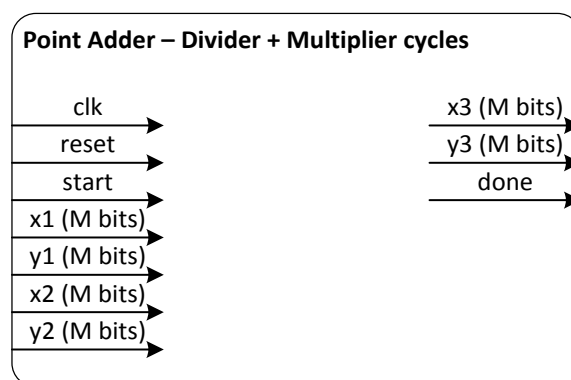 Point Adder – Divider + Multiplier cycles
clk
reset
start
x1 (M bits)
y1 (M bits)
x2 (M bits)
y2 (M bits)
x3 (M bits)
y3 (M bits)
done